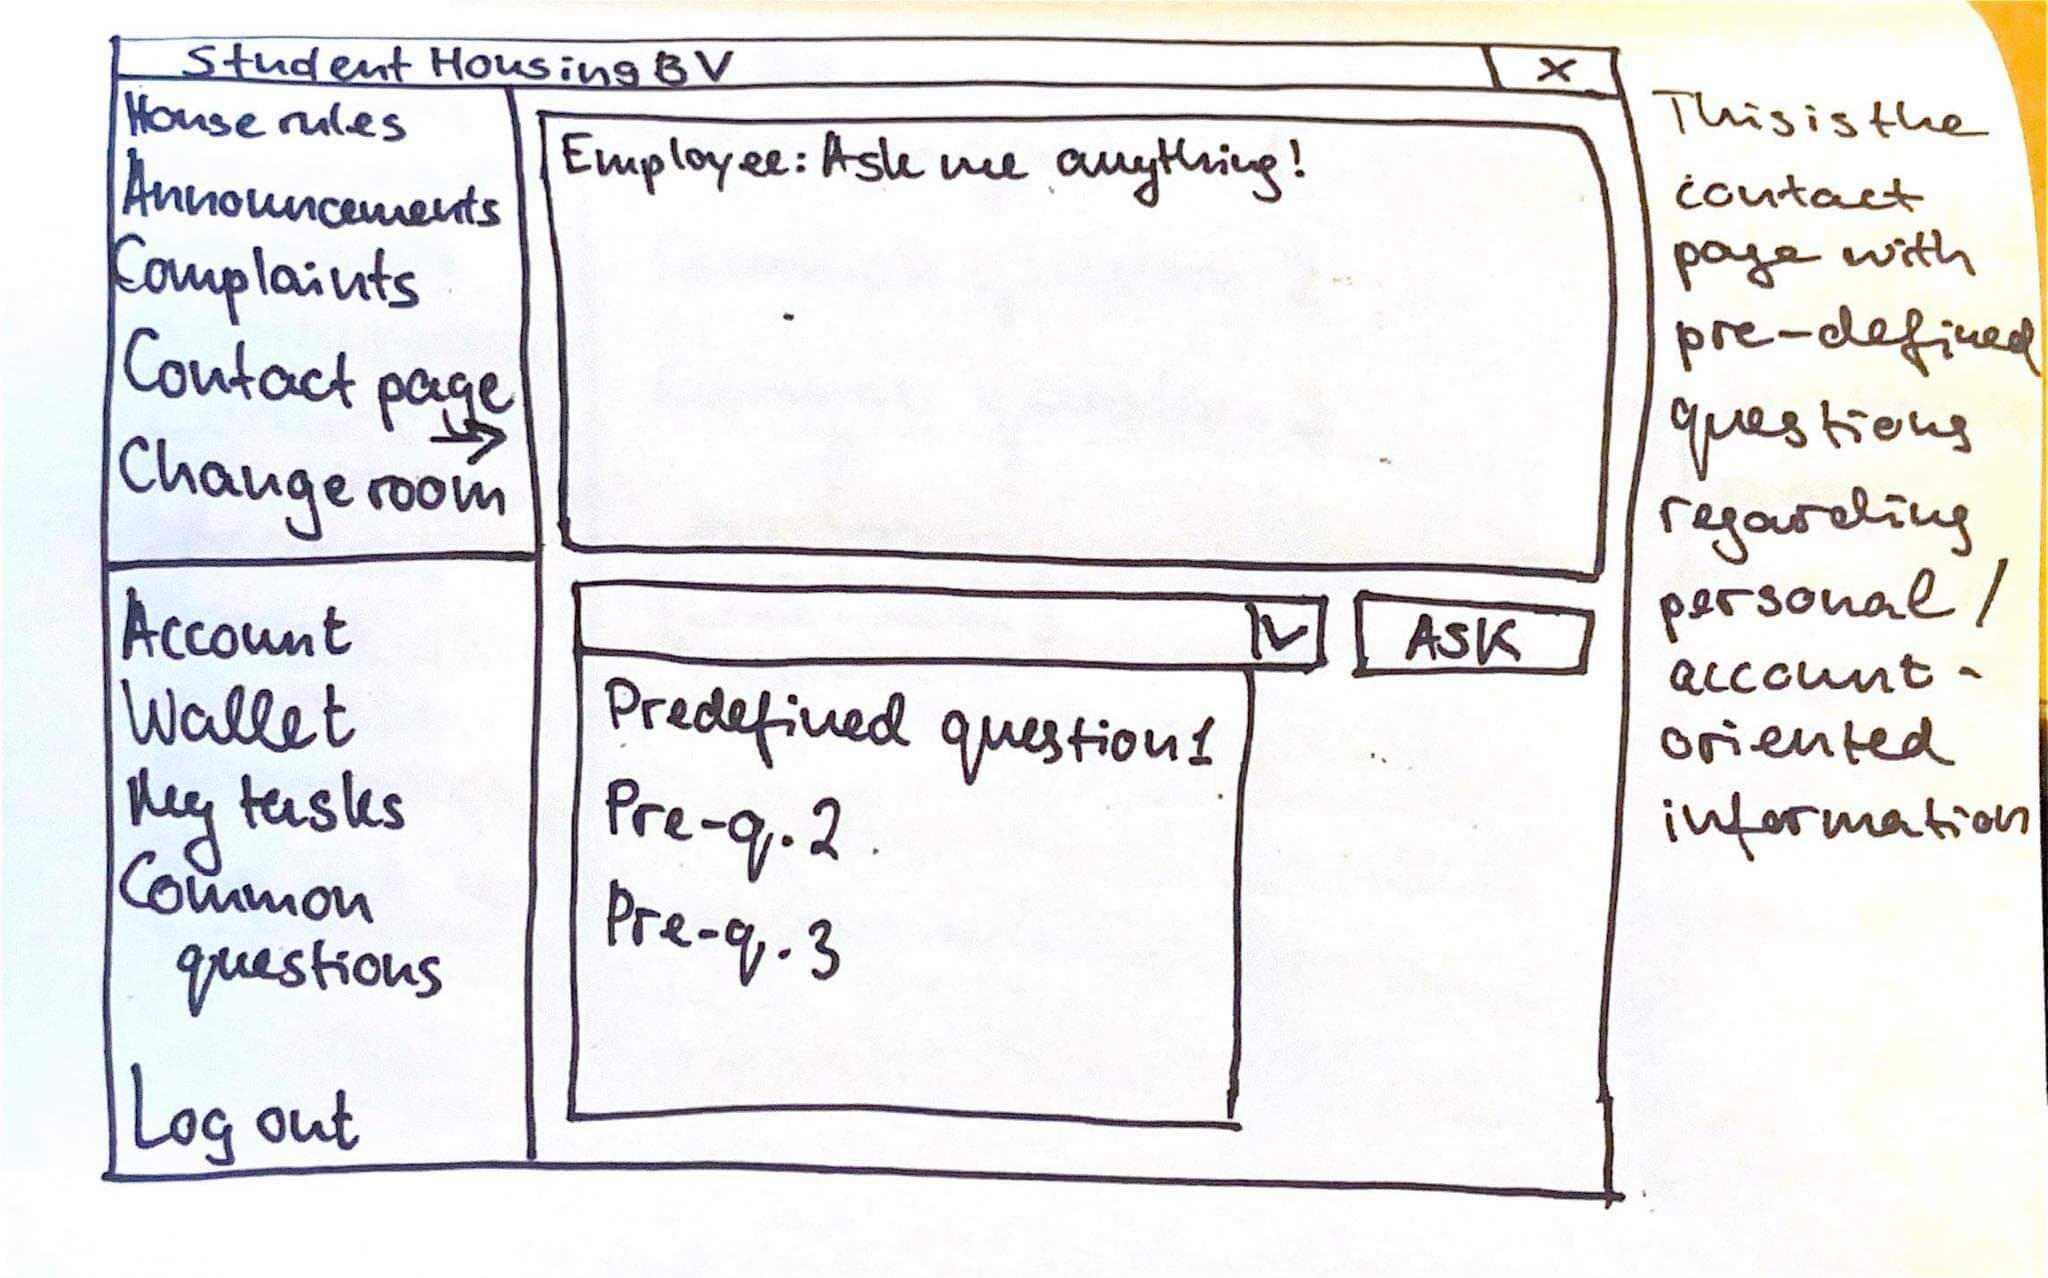 Student Housing BV
X
House rules
Announcements
Complaints
Contact page
Change room
Account
Wallet
My tasks
Common
questions
Log out
Employee: Ask me anything!
ASK
Predefined question 1
Pre-q. 2
Pre-q. 3
This is the
contact
page with
pre-defined
questions
regarding
personal /
account-
oriented
information